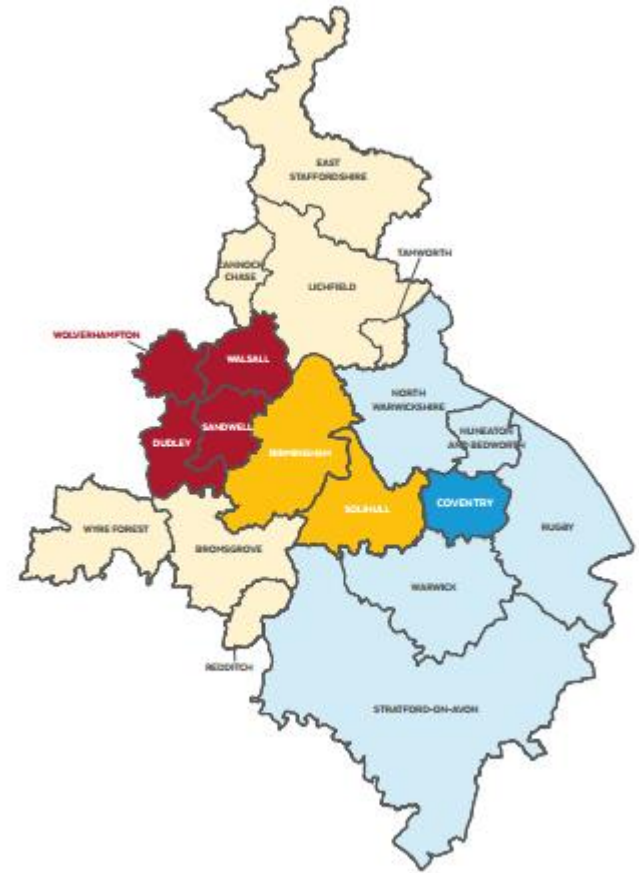 EAST
STAFFORDSHIRE
TAMWORTH
CANNOCK
CHASE
LICHFIELD
WOLVERHAMPTON
WALSALL
NORTH
WARWICKSHIRE
SANDWELL
NUNEATON
AND BEDWORTH
DUDLEY
BIRMINGHAM
COVENTRY
SOLIHULL
WYRE FOREST
RUGBY
BROMSGROVE
WARWICK
REDDITCH
STRATFORD-ON-AVON